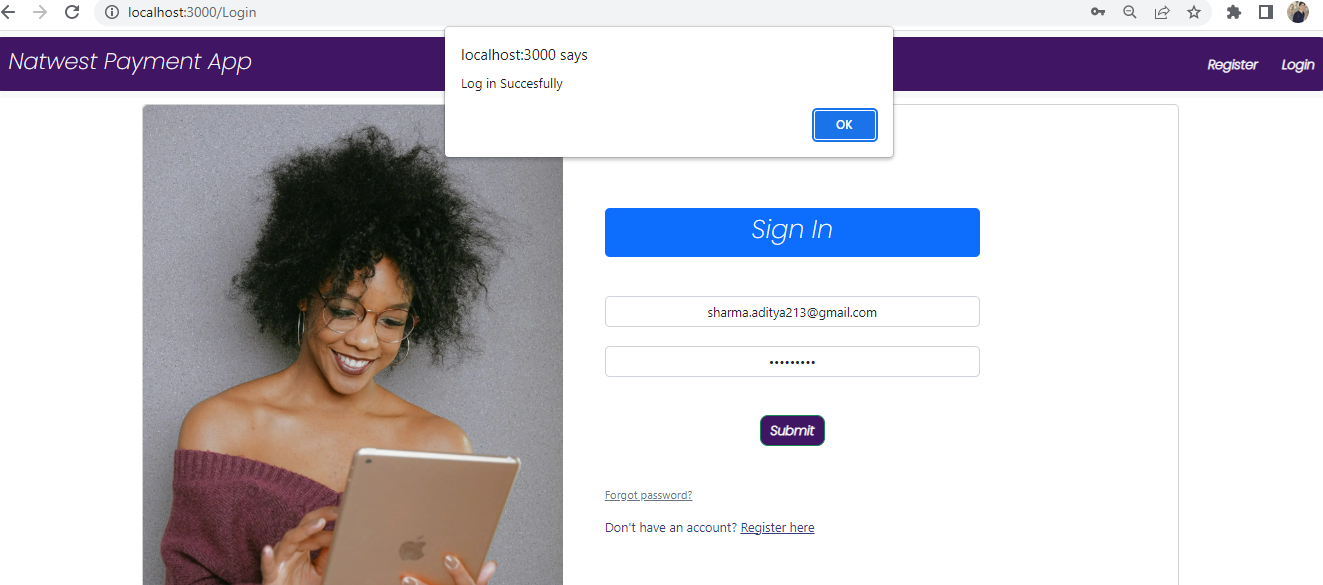 localhost:3000/Login
localhost:3000 says
Log in Succesfully
OK
Natwest Payment App
Register
Login
Sign In
sharma.aditya213@gmail.com
•••••••••
Submit
Forgot password?
Don't have an account? Register here